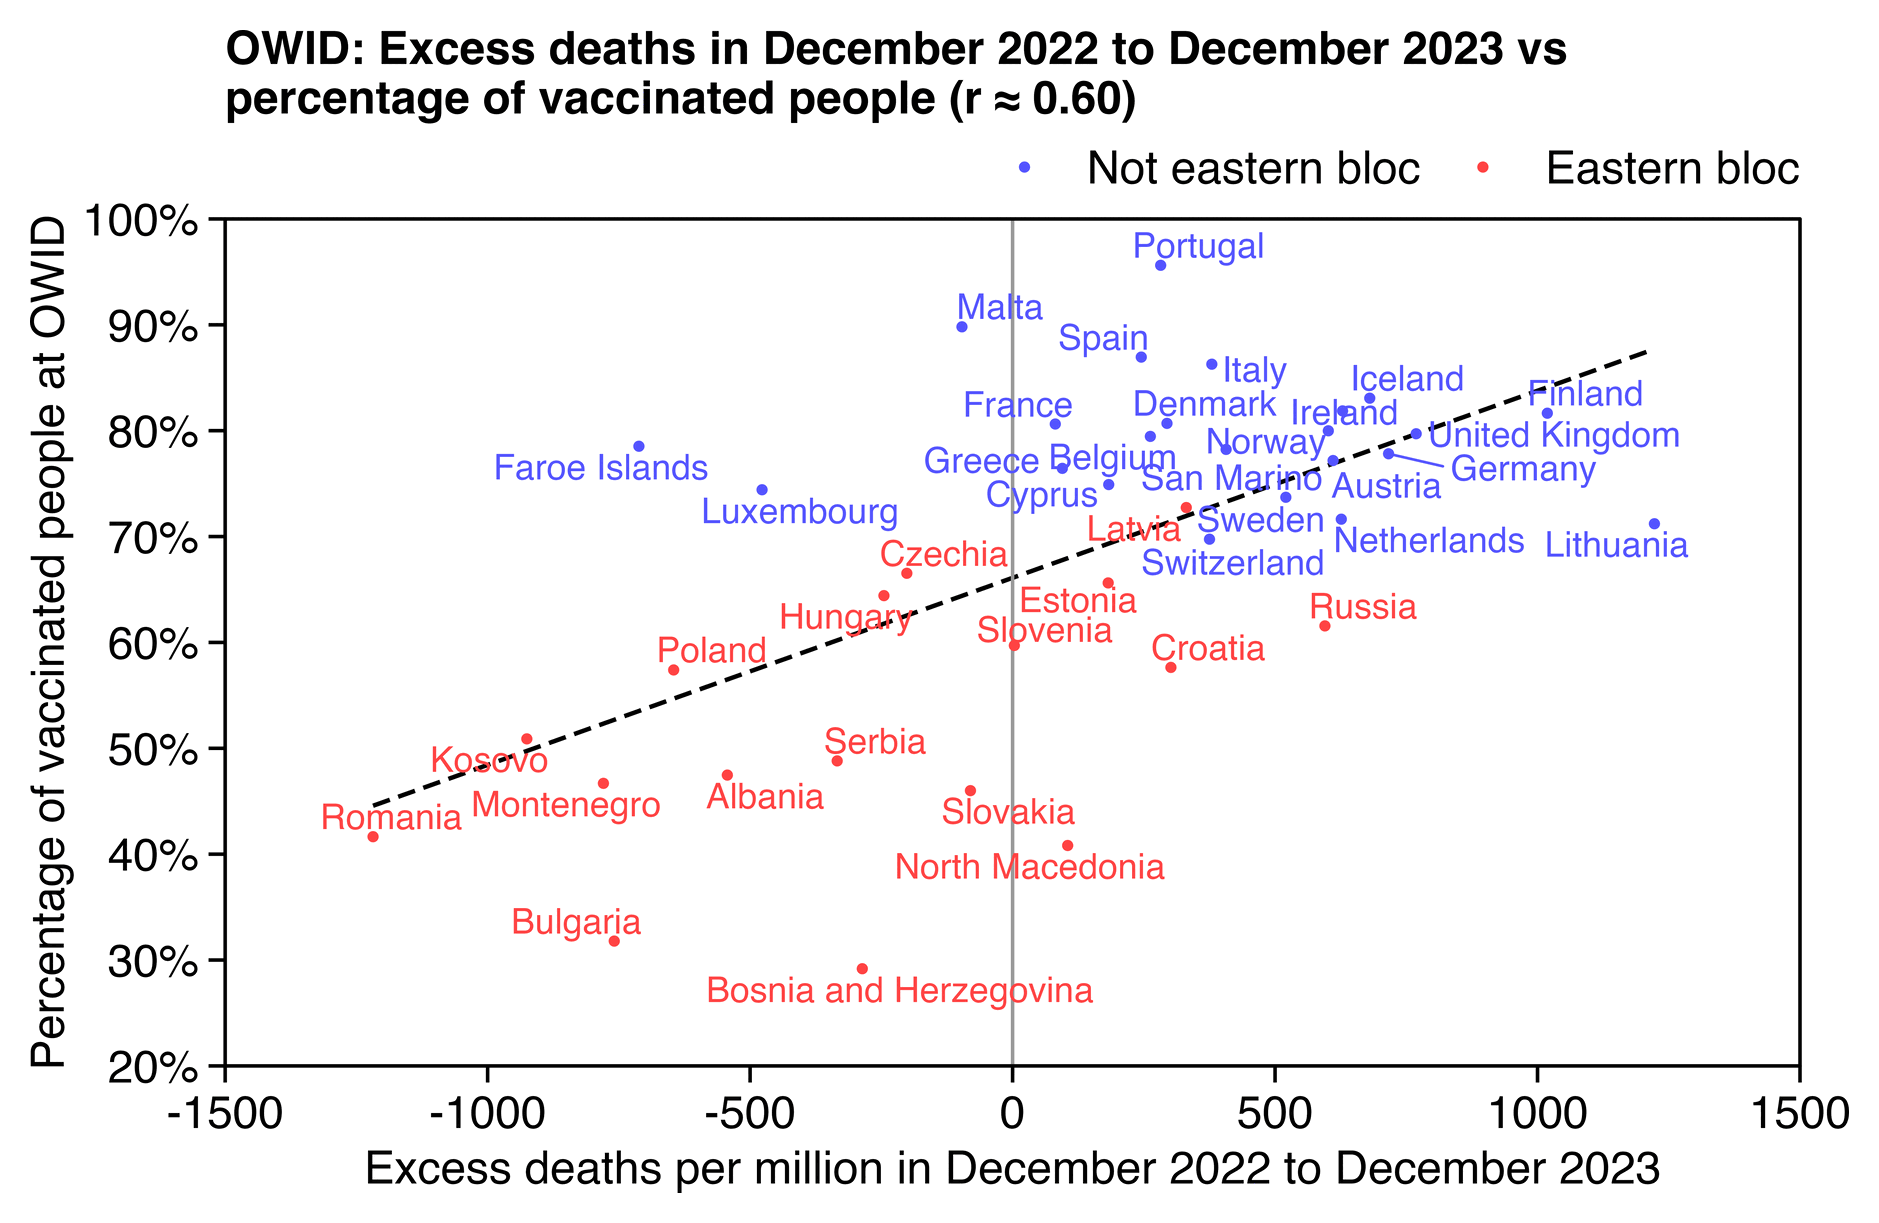 OWID: Excess deaths in December 2022 to December 2023 vs
percentage of vaccinated people (r ≈ 0.60)
Not eastern bloc
Eastern bloc
Percentage of vaccinated people at OWID
100%
90%
80%
70%
60%
50%
40%
30%
20%
Portugal
Malta
Spain
Italy
Iceland
Finland
France
Denmark
Ireland
United Kingdom
Norway
Faroe Islands
Greece
Belgium
Germany
San Marino
Austria
Cyprus
Luxembourg
Latvia
Sweden
Netherlands
Lithuania
Czechia
Switzerland
Estonia
Russia
Hungary
Slovenia
Poland
Croatia
Serbia
Kosovo
Albania
Montenegro
Slovakia
Romania
North Macedonia
Bulgaria
Bosnia and Herzegovina
-1500
-1000
-500
0
500
1000
1500
Excess deaths per million in December 2022 to December 2023